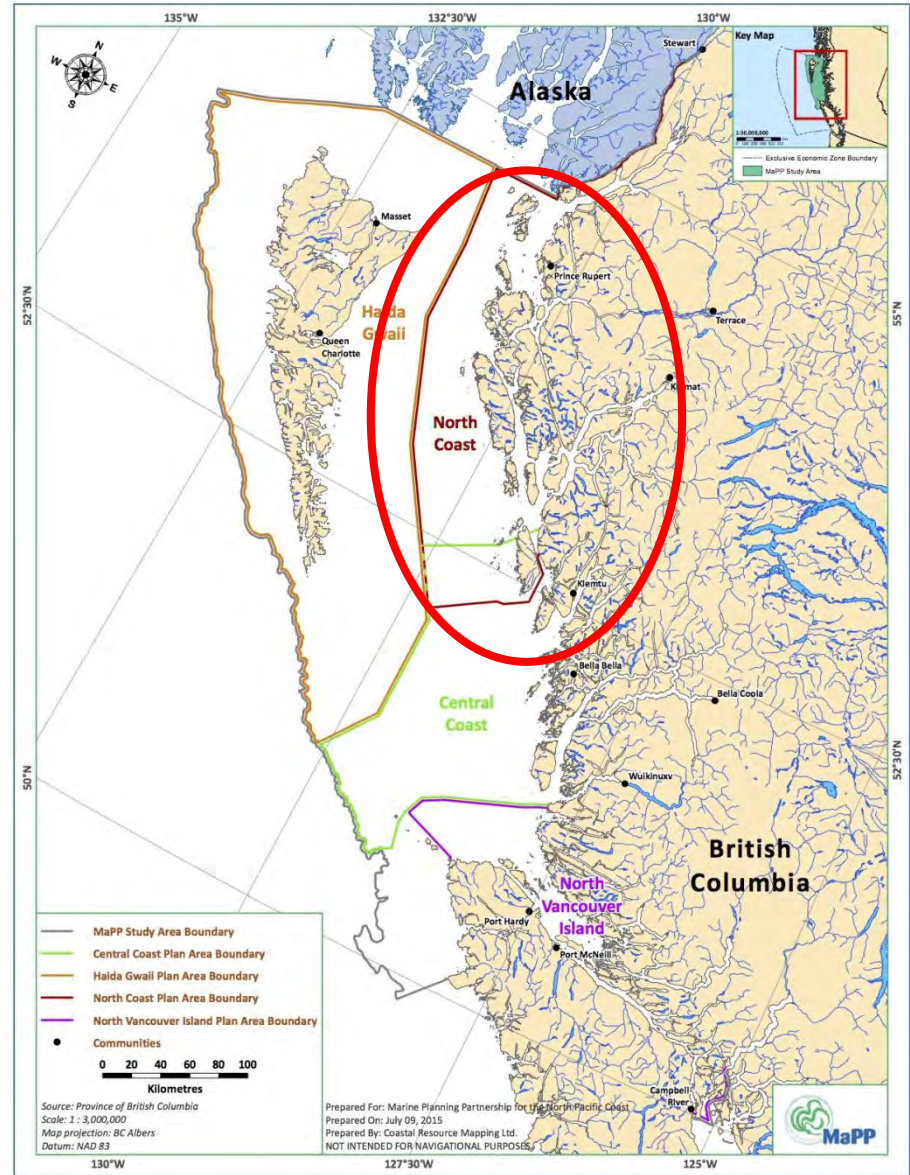 135°W
132°30'W
130°W
N
W
E
S
Stewart
Alaska
Key Map
1:50,000,000
Exclusive Economic Zone Boundary
MaPP Study Area
Masset
Prince Rupert
Haida
Gwaii
Terrace
Queen
Charlotte
Kitimat
52°30'N
55°N
North
Coast
Klemtu
Bella Bella
Central
Coast
Bella Coola
50°N
52°30'N
Wuikinuxv
British
Columbia
North
Vancouver
Island
Port Hardy
Port McNeill
MaPP Study Area Boundary
Central Coast Plan Area Boundary
Haida Gwaii Plan Area Boundary
North Coast Plan Area Boundary
North Vancouver Island Plan Area Boundary
Communities
0 20 40 60 80 100
Kilometres
Campbell
River
Source: Province of British Columbia
Scale: 1 : 3,000,000
Map projection: BC Albers
Datum: NAD 83
Prepared For: Marine Planning Partnership for the North Pacific Coast
Prepared On: July 09, 2015
Prepared By: Coastal Resource Mapping Ltd.
NOT INTENDED FOR NAVIGATIONAL PURPOSES
MaPP
130°W
127°30'W
125°W